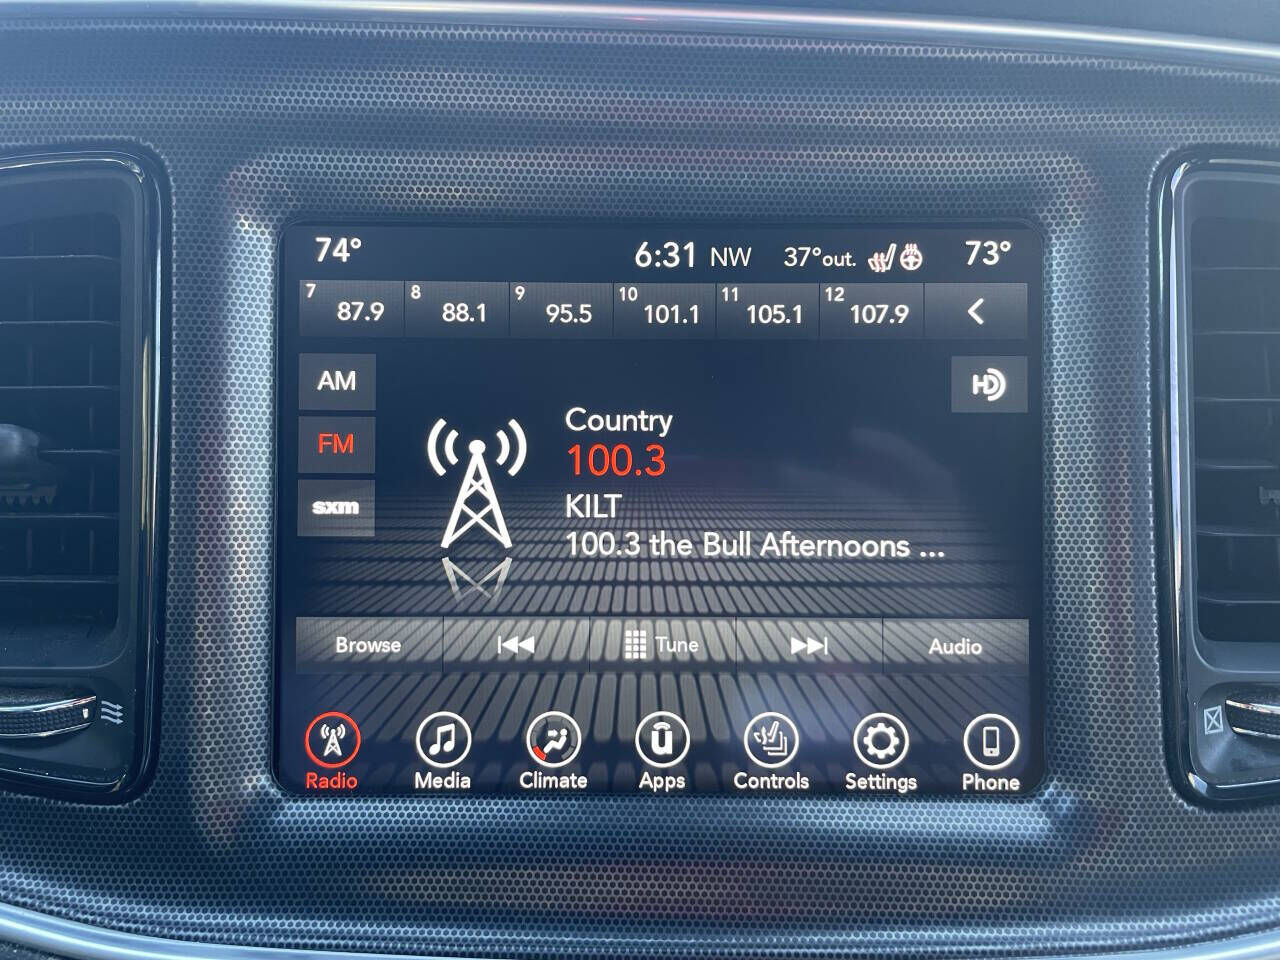 74° 6:31 NW 37°out. 73°
7 87.9 8 88.1 9 95.5 10 101.1 11 105.1 12 107.9
AM
HD
FM
sxm
Country
100.3
KILT
100.3 the Bull Afternoons ...
Browse Tune Audio
Radio Media Climate Apps Controls Settings Phone